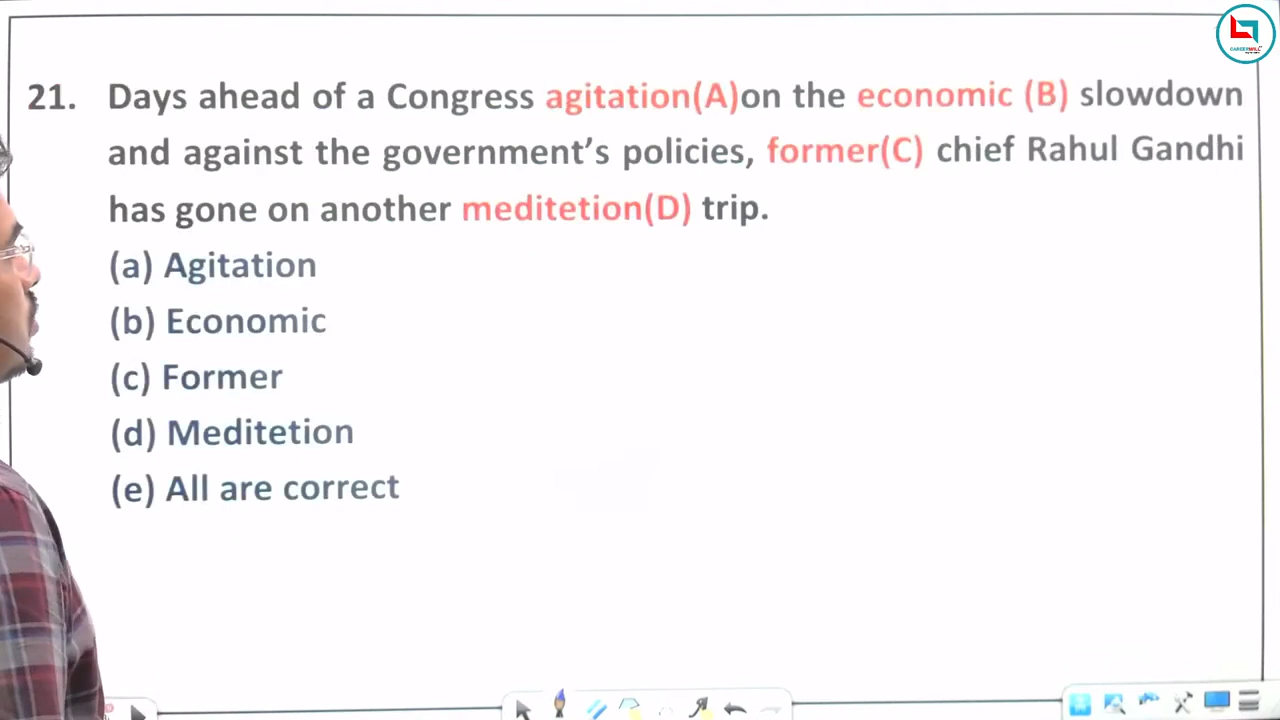 21. Days ahead of a Congress agitation(A)on the economic (B) slowdown
and against the government’s policies, former(C) chief Rahul Gandhi
has gone on another meditetion(D) trip.
(a) Agitation
(b) Economic
(c) Former
(d) Meditetion
(e) All are correct